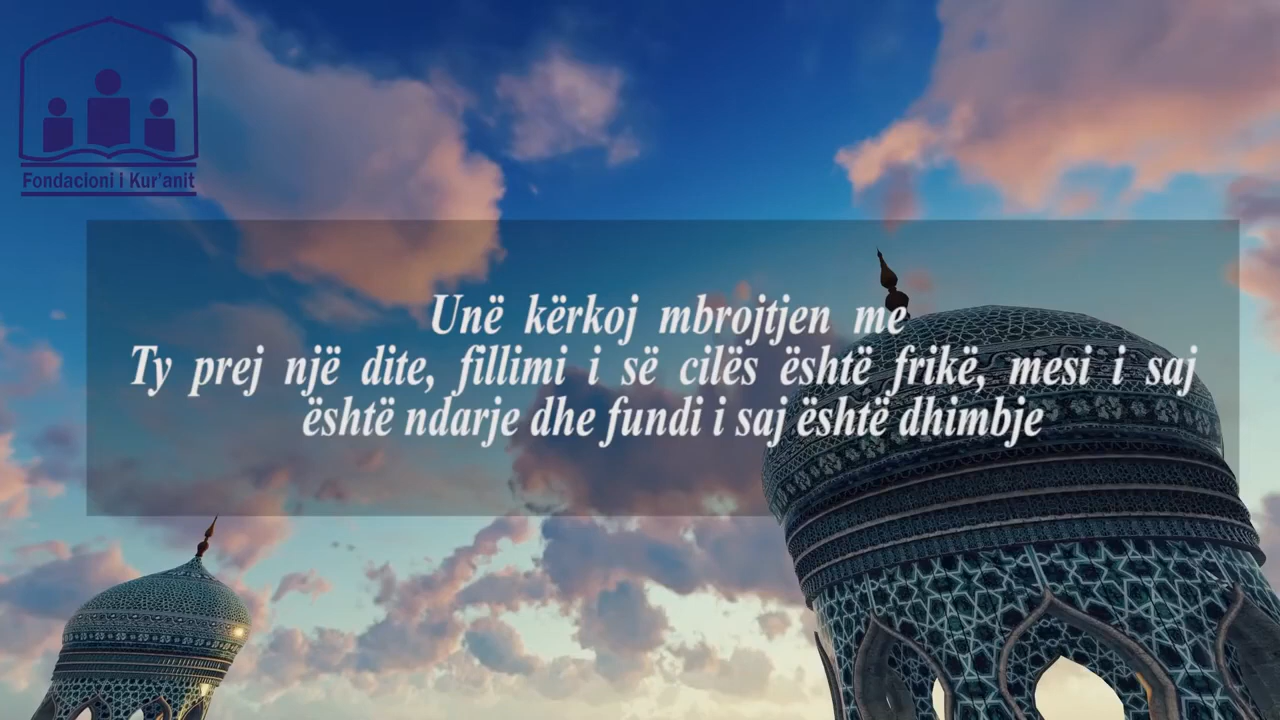 Fondacioni i Kur'anit
Unë kërkoj mbrojtjen me
Ty prej një dite, fillimi i së cilës është frikë, mesi i saj
është ndarje dhe fundi i saj është dhimbje